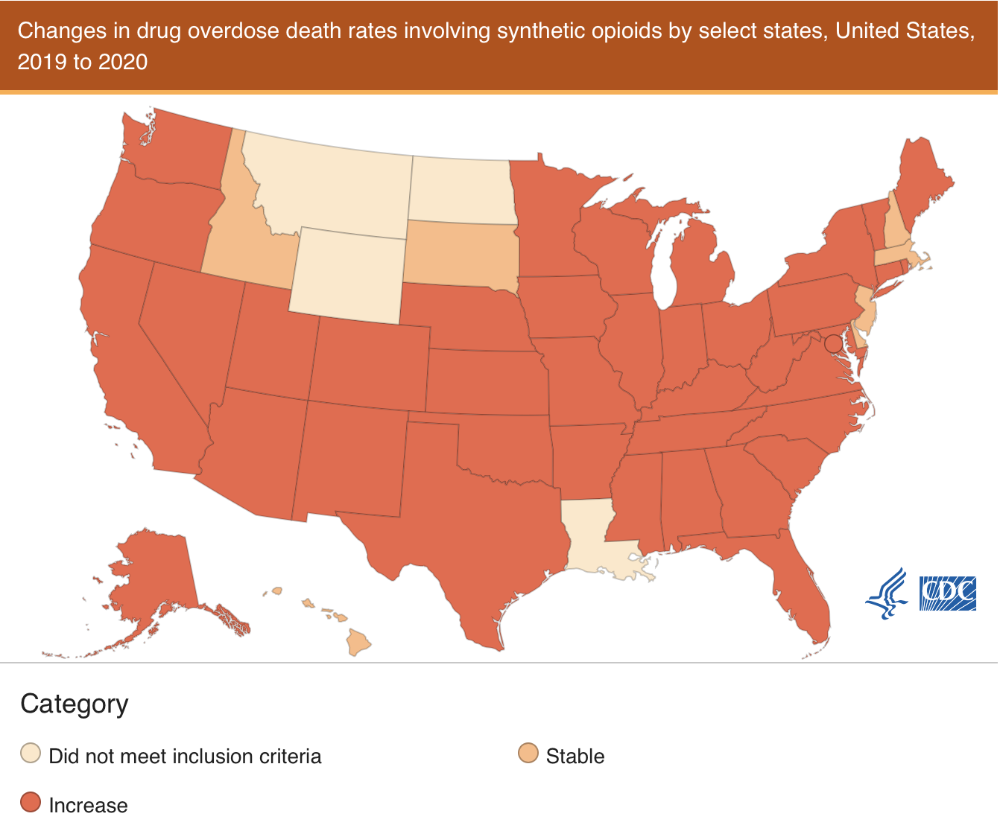 Changes in drug overdose death rates involving synthetic opioids by select states, United States,
2019 to 2020
CDC
Category
Did not meet inclusion criteria
Stable
Increase